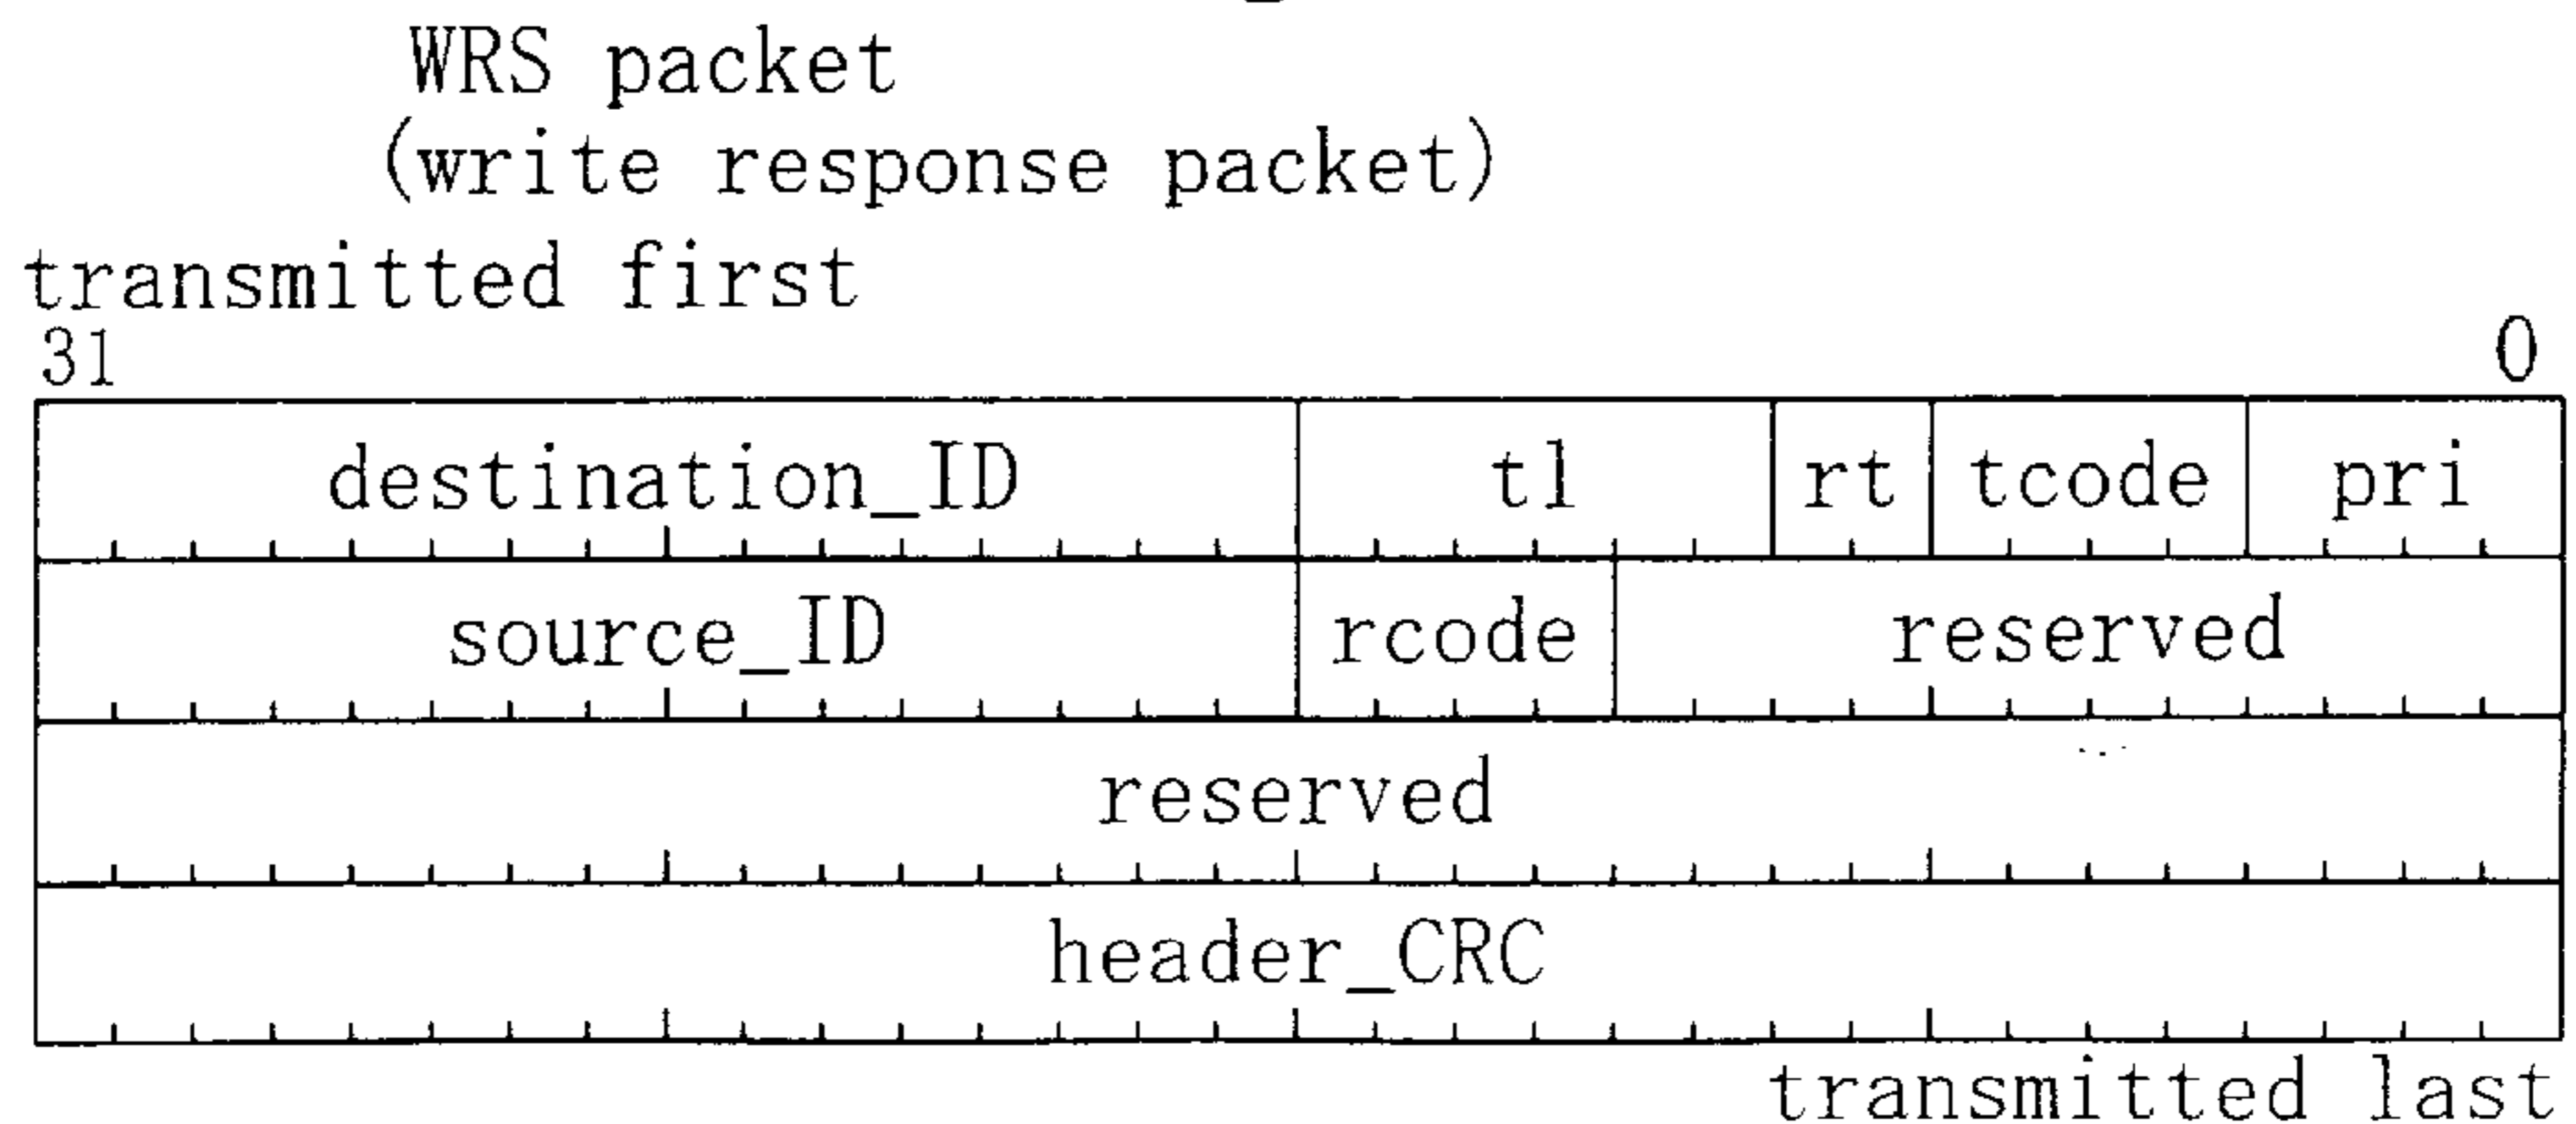 WRS packet
(write response packet)
transmitted first
31 0
destination_ID tl rt tcode pri
source_ID rcode reserved
reserved
header_CRC
transmitted last